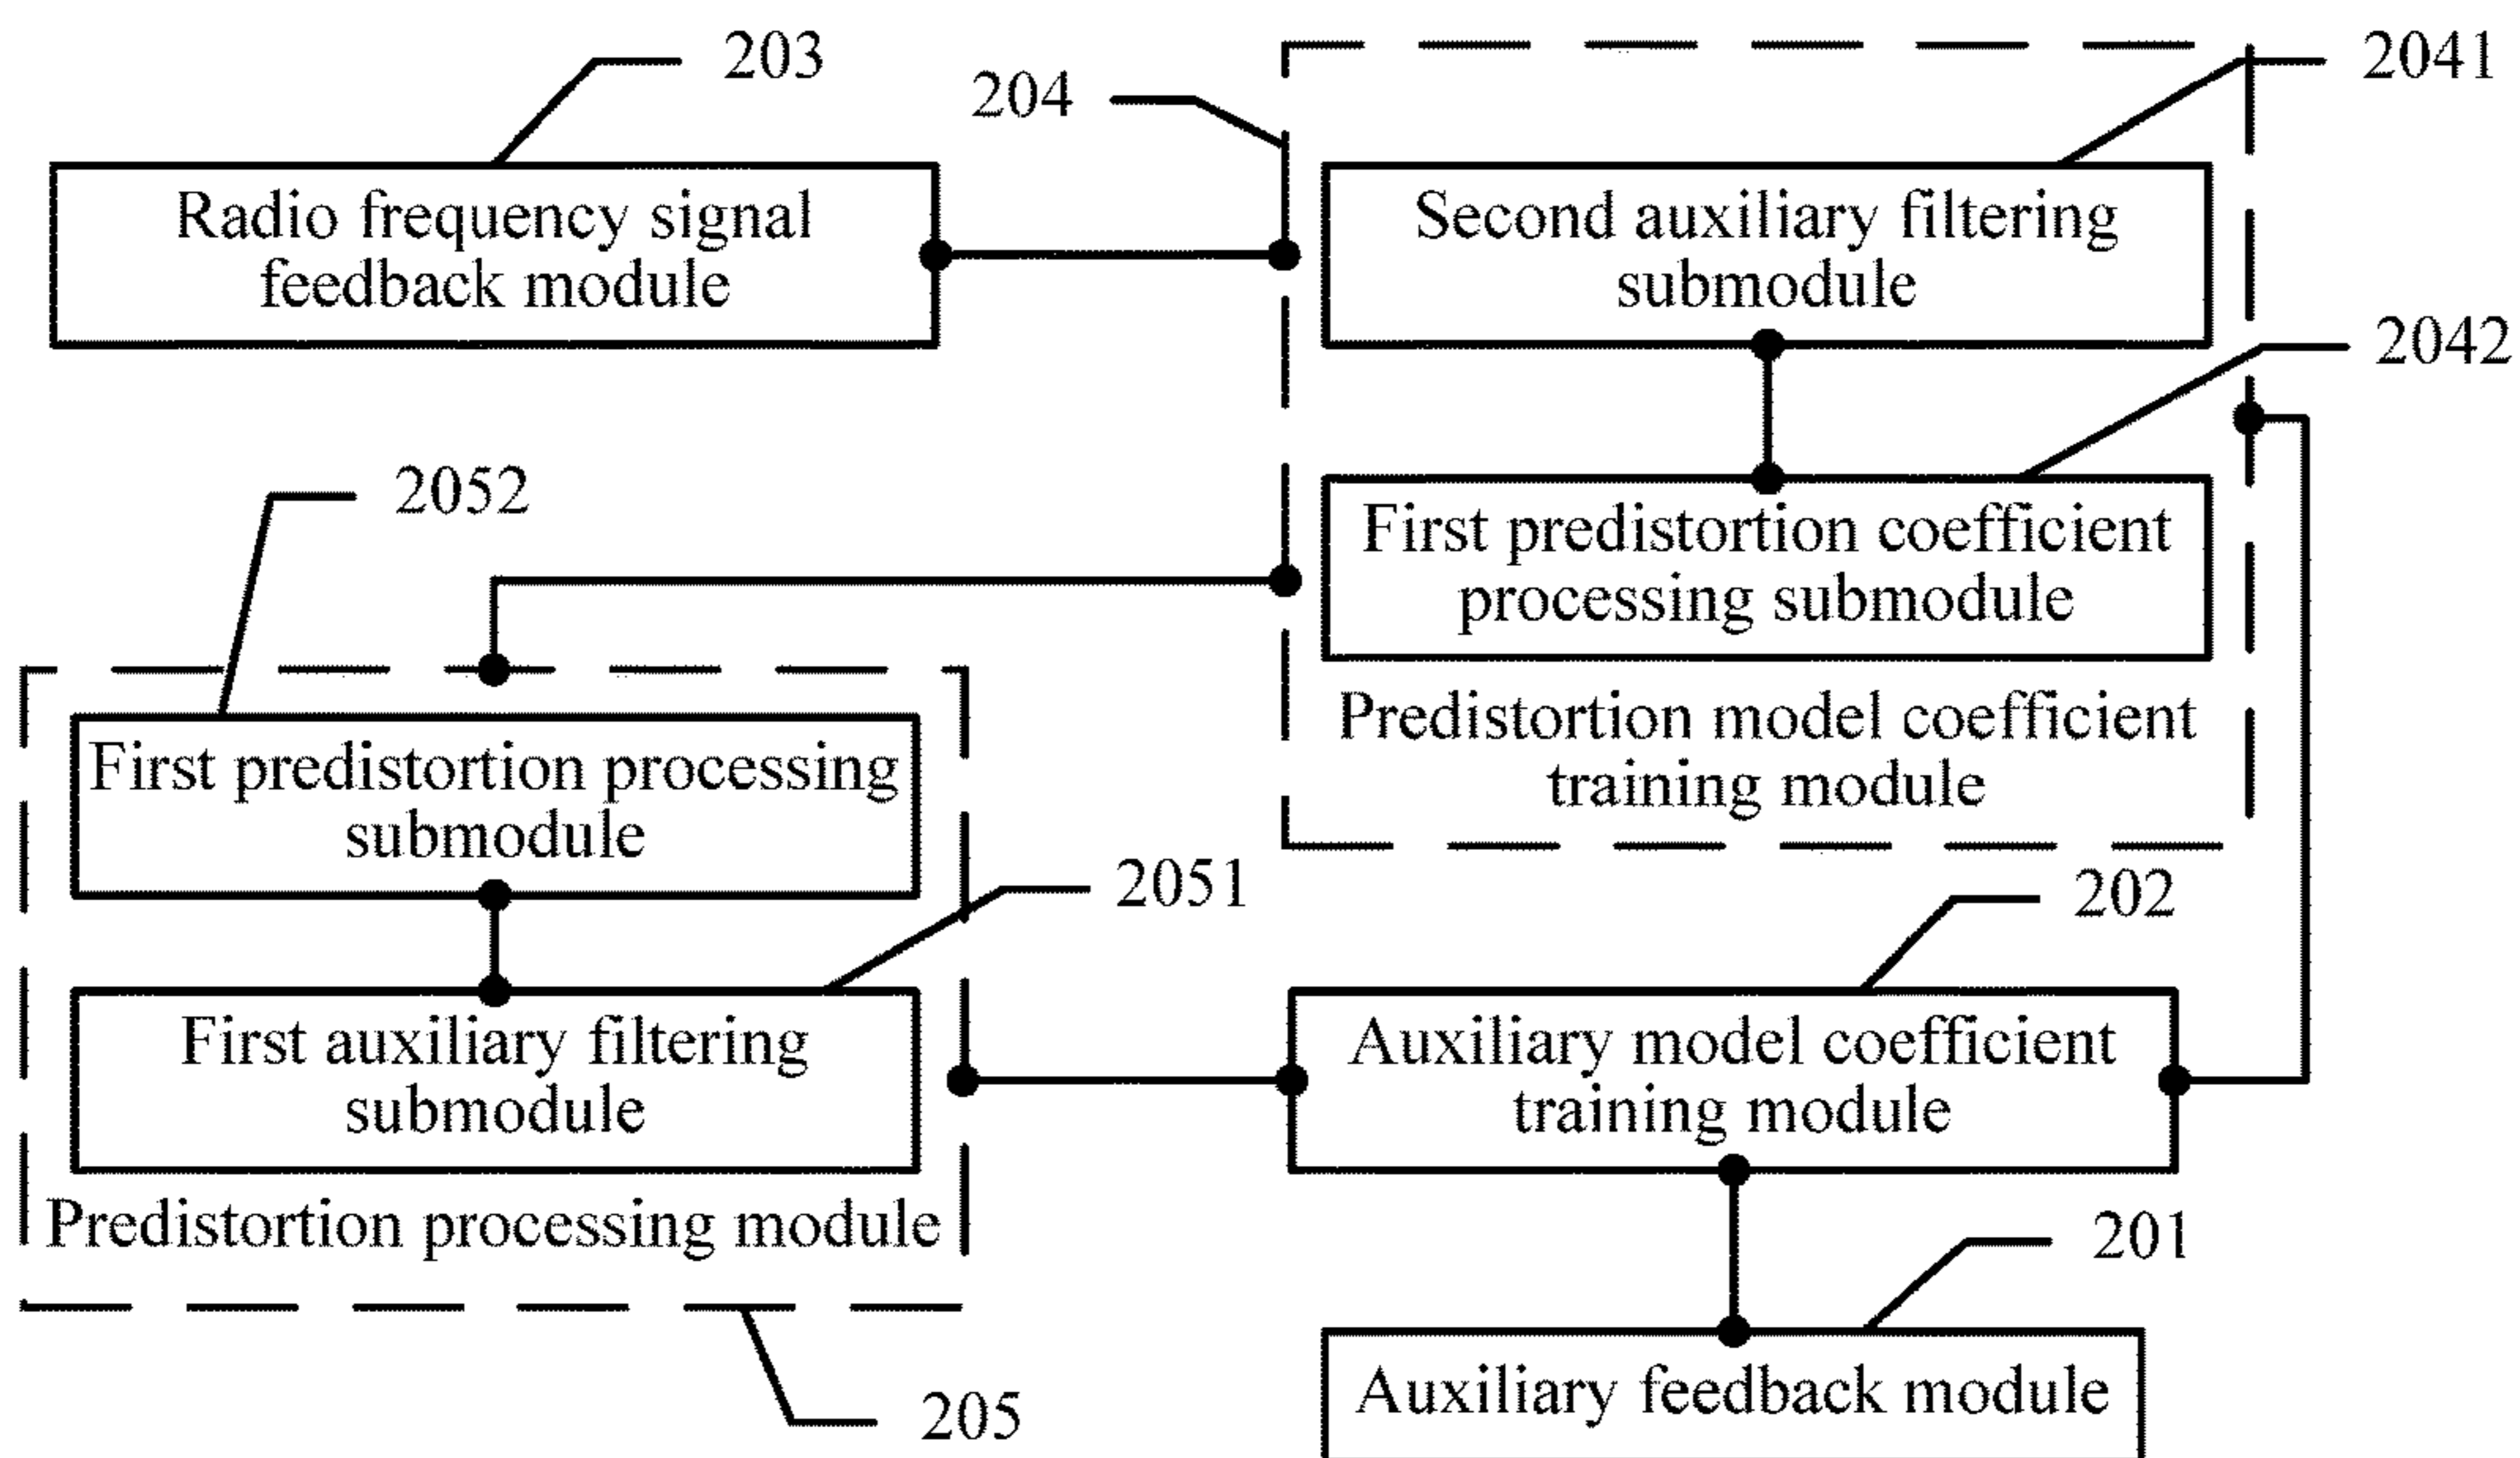 203
204
2041
Radio frequency signal
feedback module
Second auxiliary filtering
submodule
2042
2052
First predistortion coefficient
processing submodule
Predistortion model coefficient
training module
First predistortion processing
submodule
2051
202
First auxiliary filtering
submodule
Auxiliary model coefficient
training module
Predistortion processing module
201
205
Auxiliary feedback module